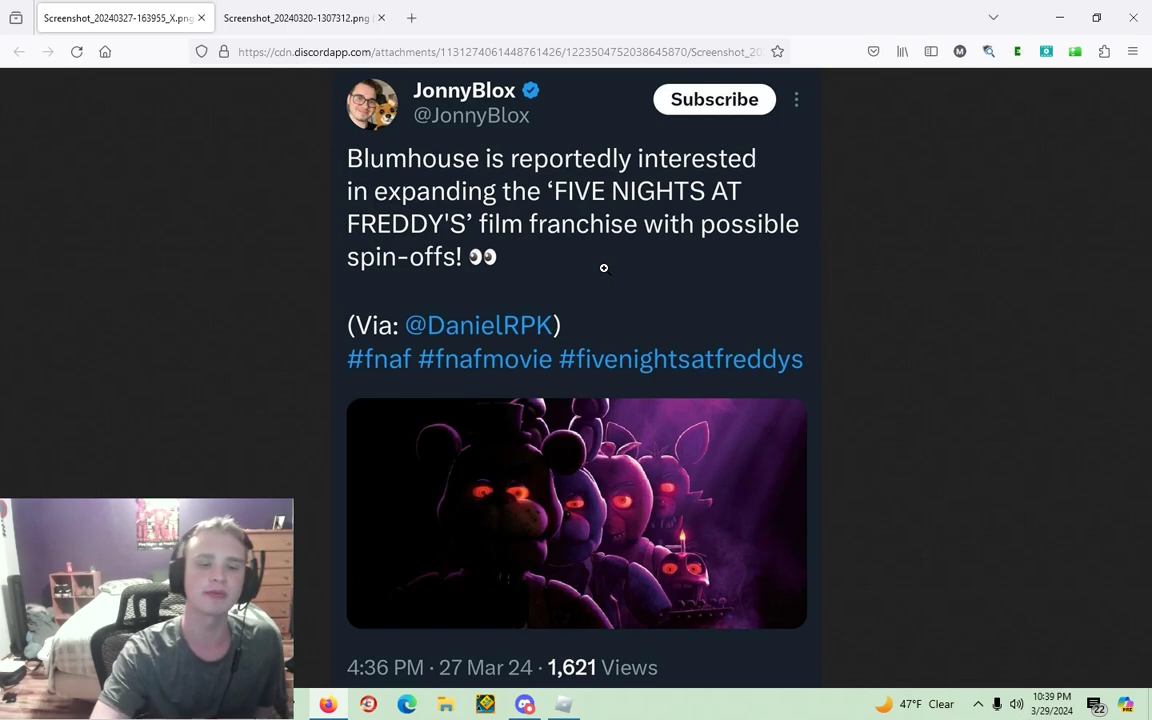 Screenshot_20240327-163955_X.png
Screenshot_20240320-1307312.png (
https://cdn.discordapp.com/attachments/1131274061448761426/1223504752038645870/Screenshot_20
JonnyBlox
@JonnyBlox
Subscribe
Blumhouse is reportedly interested
in expanding the ‘FIVE NIGHTS AT
FREDDY'S’ film franchise with possible
spin-offs! 👀
(Via: @DanielRPK)
#fnaf #fnafmovie #fivenightsatfreddys
4:36 PM · 27 Mar 24 · 1,621 Views
47°F Clear
10:39 PM
3/29/2024
22